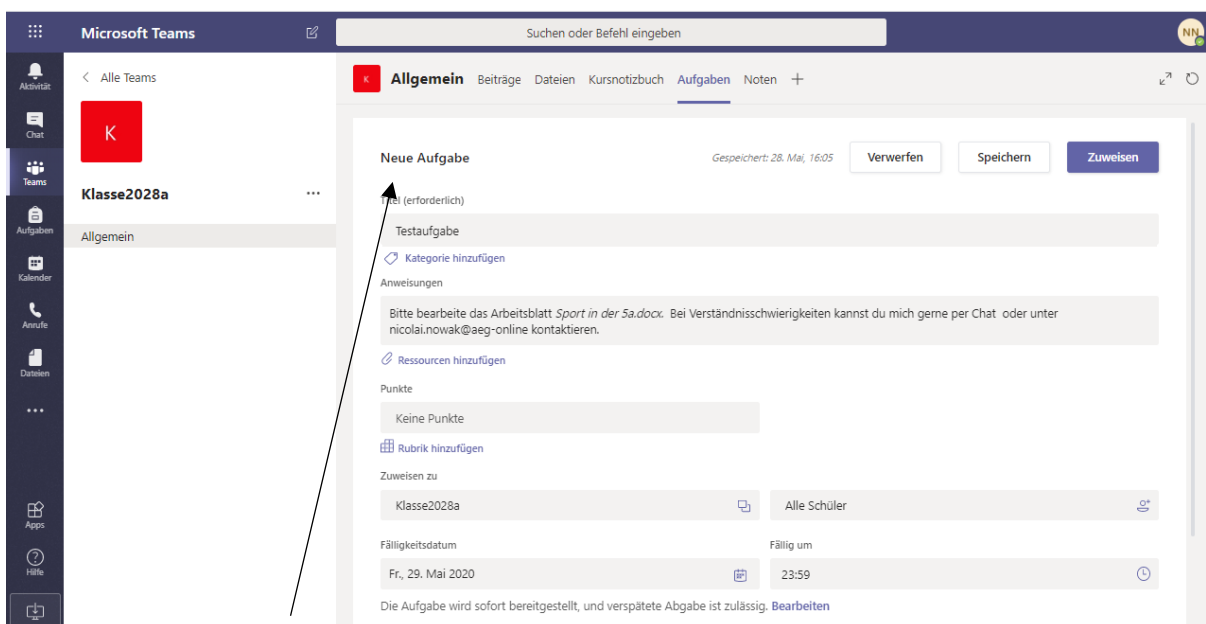 Microsoft Teams
Suchen oder Befehl eingeben
NN
Aktivität
Chat
Teams
Aufgaben
Kalender
Anrufe
Dateien
Apps
Hilfe
Alle Teams
K
Klasse2028a
Allgemein
K
Allgemein Beiträge Dateien Kursnotizbuch Aufgaben Noten
Neue Aufgabe
Gespeichert: 28. Mai, 16:05
Verwerfen
Speichern
Zuweisen
Titel (erforderlich)
Testaufgabe
Kategorie hinzufügen
Anweisungen
Bitte bearbeite das Arbeitsblatt Sport in der 5a.docx. Bei Verständnisschwierigkeiten kannst du mich gerne per Chat oder unter
nicolai.nowak@aeg-online kontaktieren.
Ressourcen hinzufügen
Punkte
Keine Punkte
Rubrik hinzufügen
Zuweisen zu
Klasse2028a
Alle Schüler
Fälligkeitsdatum
Fällig um
Fr., 29. Mai 2020
23:59
Die Aufgabe wird sofort bereitgestellt, und verspätete Abgabe ist zulässig. Bearbeiten